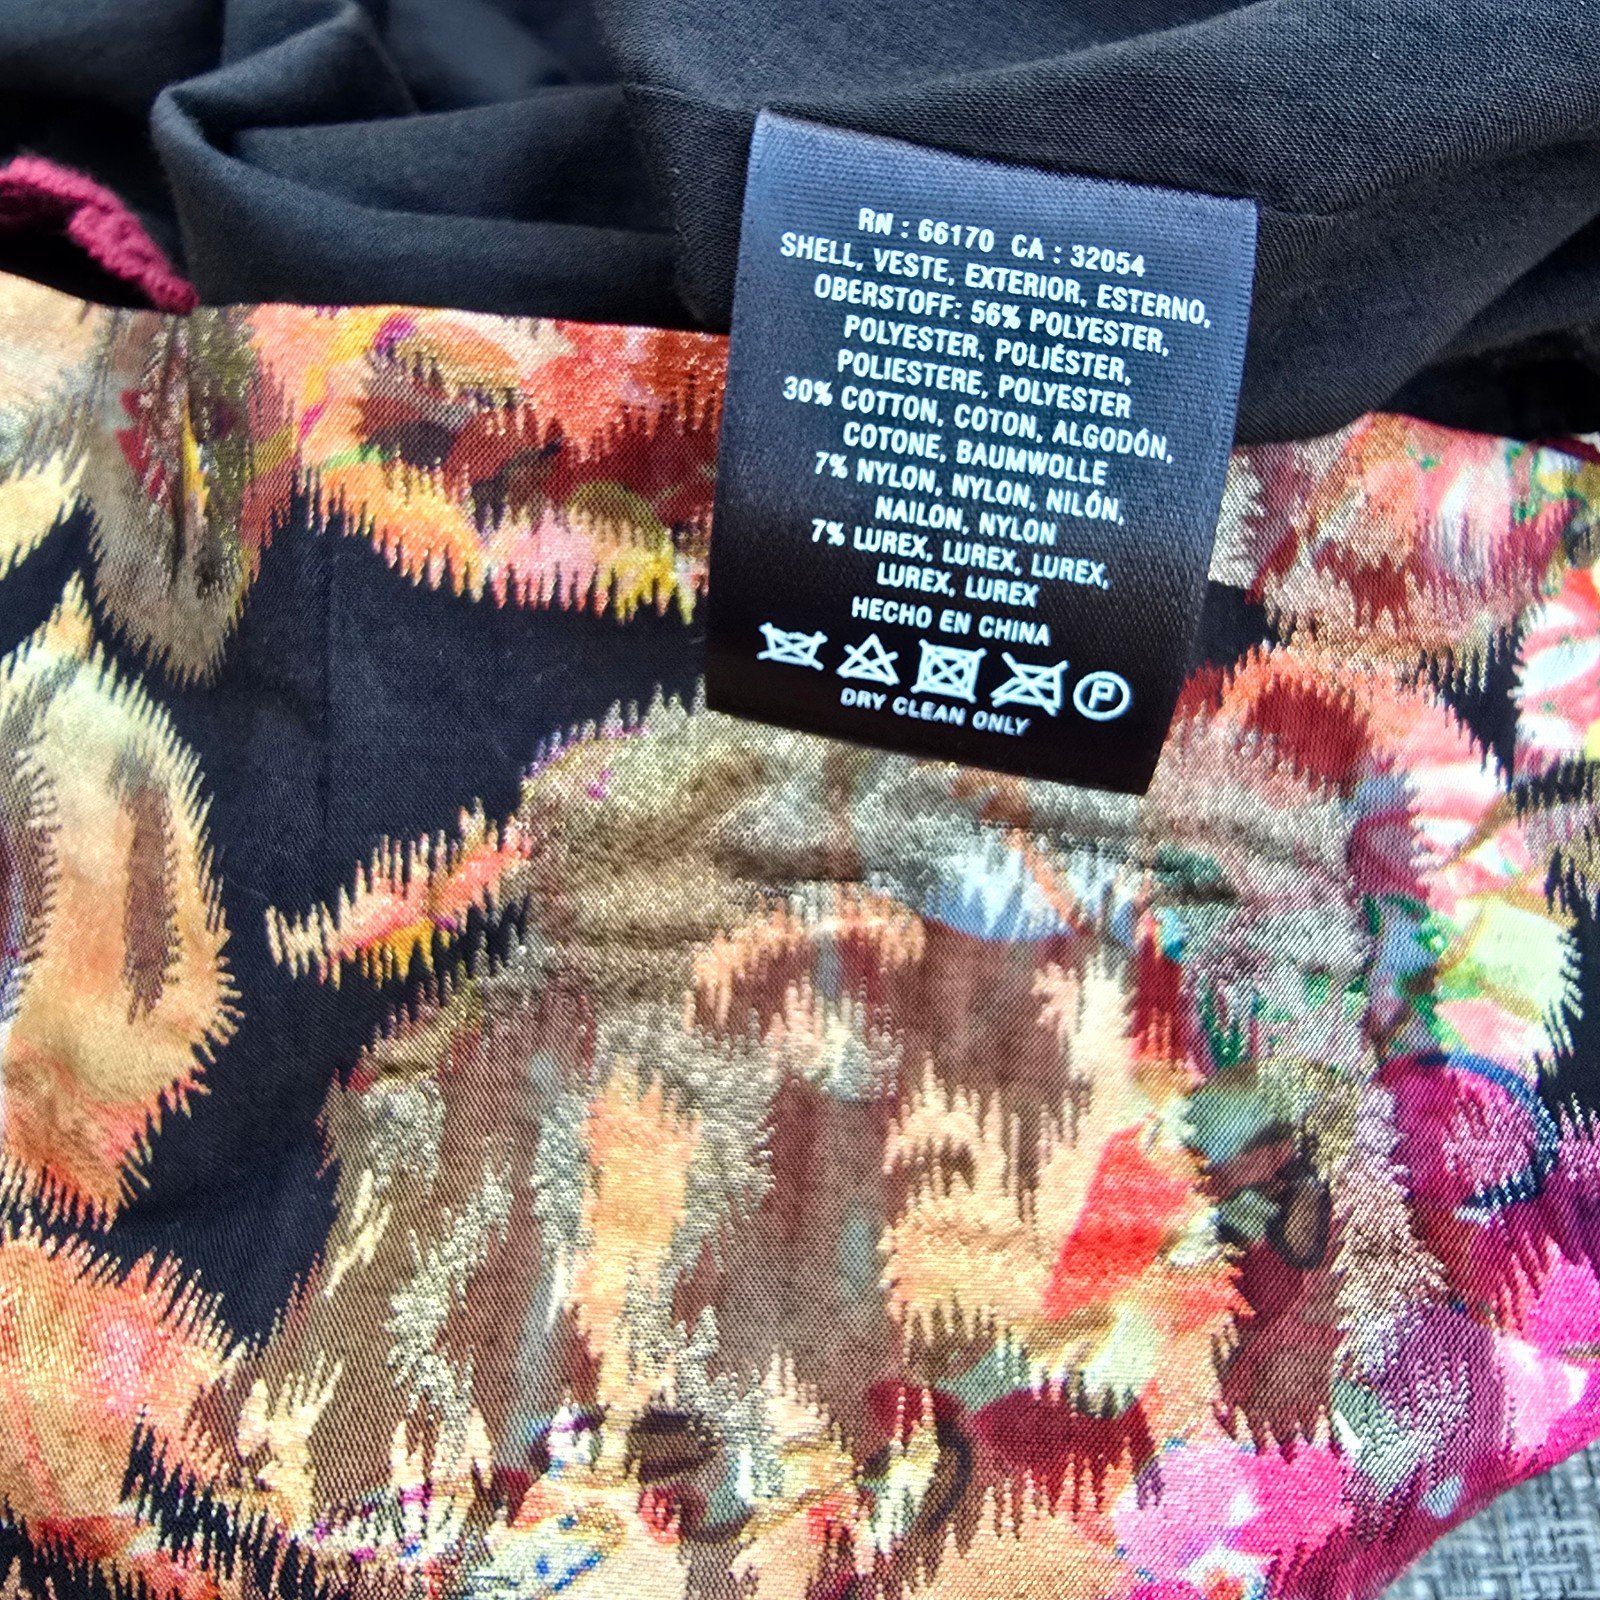 RN : 66170 CA : 32054
SHELL, VESTE, EXTERIOR, ESTERNO,
OBERSTOFF: 56% POLYESTER,
POLYESTER, POLIÉSTER,
POLIESTERE, POLYESTER
30% COTTON, COTON, ALGODÓN,
COTONE, BAUMWOLLE
7% NYLON, NYLON, NILÓN,
NAILON, NYLON
7% LUREX, LUREX, LUREX,
LUREX, LUREX
HECHO EN CHINA
P
DRY CLEAN ONLY